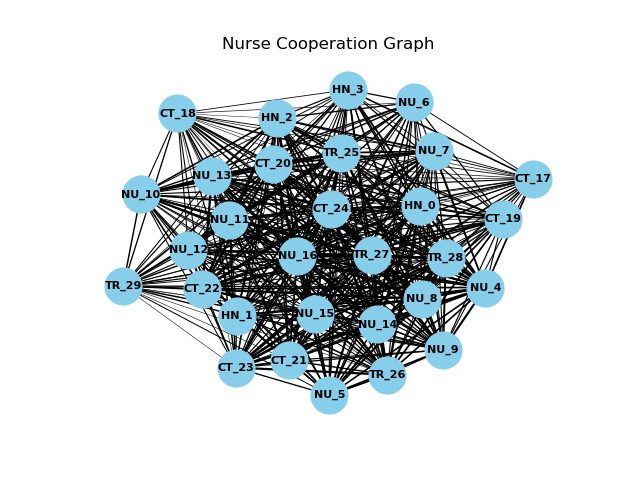 Nurse Cooperation Graph
HN_3
NU_6
CT_18
HN_2
NU_7
TR_25
CT_20
NU_13
CT_17
NU_10
HN_0
CT_24
CT_19
NU_11
NU_12
NU_16
TR_27
TR_28
TR_29
CT_22
NU_4
NU_8
HN_1
NU_15
NU_14
NU_9
CT_21
CT_23
TR_26
NU_5